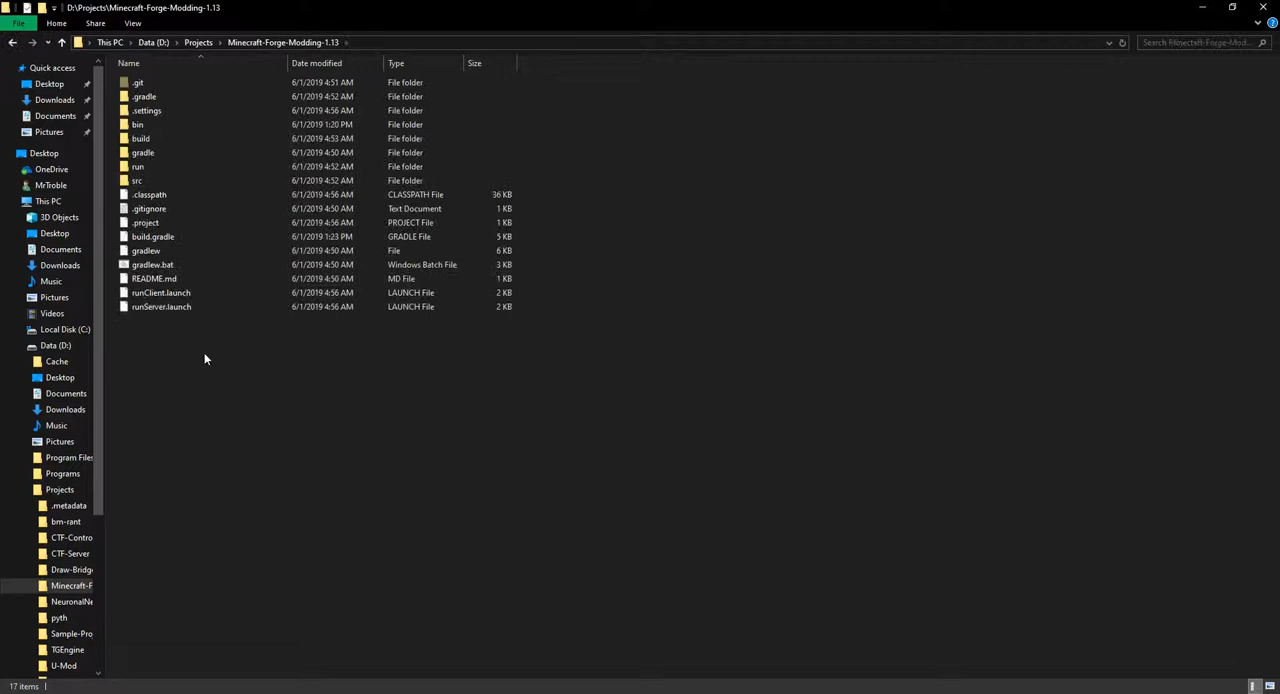 D:\Projects\Minecraft-Forge-Modding-1.13
File Home Share View
This PC Data (D:) Projects Minecraft-Forge-Modding-1.13
Name Date modified Type Size
.git 6/1/2019 4:51 AM File folder
.gradle 6/1/2019 4:52 AM File folder
.settings 6/1/2019 4:56 AM File folder
bin 6/1/2019 1:20 PM File folder
build 6/1/2019 4:53 AM File folder
gradle 6/1/2019 4:50 AM File folder
run 6/1/2019 4:52 AM File folder
src 6/1/2019 4:52 AM File folder
.classpath 6/1/2019 4:56 AM CLASSPATH File 36 KB
.gitignore 6/1/2019 4:50 AM Text Document 1 KB
.project 6/1/2019 4:56 AM PROJECT File 1 KB
build.gradle 6/1/2019 1:23 PM GRADLE File 5 KB
gradlew 6/1/2019 4:50 AM File 6 KB
gradlew.bat 6/1/2019 4:50 AM Windows Batch File 3 KB
README.md 6/1/2019 4:50 AM MD File 1 KB
runClient.launch 6/1/2019 4:56 AM LAUNCH File 2 KB
runServer.launch 6/1/2019 4:56 AM LAUNCH File 2 KB
Quick access
Desktop
Downloads
Documents
Pictures
Desktop
OneDrive
MrTroble
This PC
3D Objects
Desktop
Documents
Downloads
Music
Pictures
Videos
Local Disk (C:)
Data (D:)
Cache
Desktop
Documents
Downloads
Music
Pictures
Program Files
Programs
Projects
.metadata
bm-rant
CTF-Contro
CTF-Server
Draw-Bridge
Minecraft-F
NeuronalNe
pyth
Sample-Pro
TGEngine
U-Mod
17 items